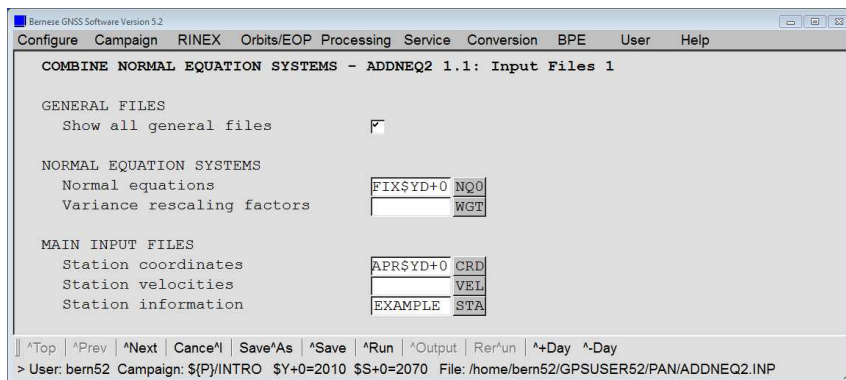 Bernese GNSS Software Version 5.2
Configure Campaign RINEX Orbits/EOP Processing Service Conversion BPE User Help
COMBINE NORMAL EQUATION SYSTEMS - ADDNEQ2 1.1: Input Files 1
GENERAL FILES
Show all general files
NORMAL EQUATION SYSTEMS
Normal equations FIX$YD+0 NQ0
Variance rescaling factors WGT
MAIN INPUT FILES
Station coordinates APR$YD+0 CRD
Station velocities VEL
Station information EXAMPLE STA
^Top | ^Prev | ^Next | Cance^l | Save^As | ^Save | ^Run | ^Output | Rer^un | ^+Day ^-Day
> User: bern52 Campaign: ${P}/INTRO $Y+0=2010 $S+0=2070 File: /home/bern52/GPSUSER52/PAN/ADDNEQ2.INP